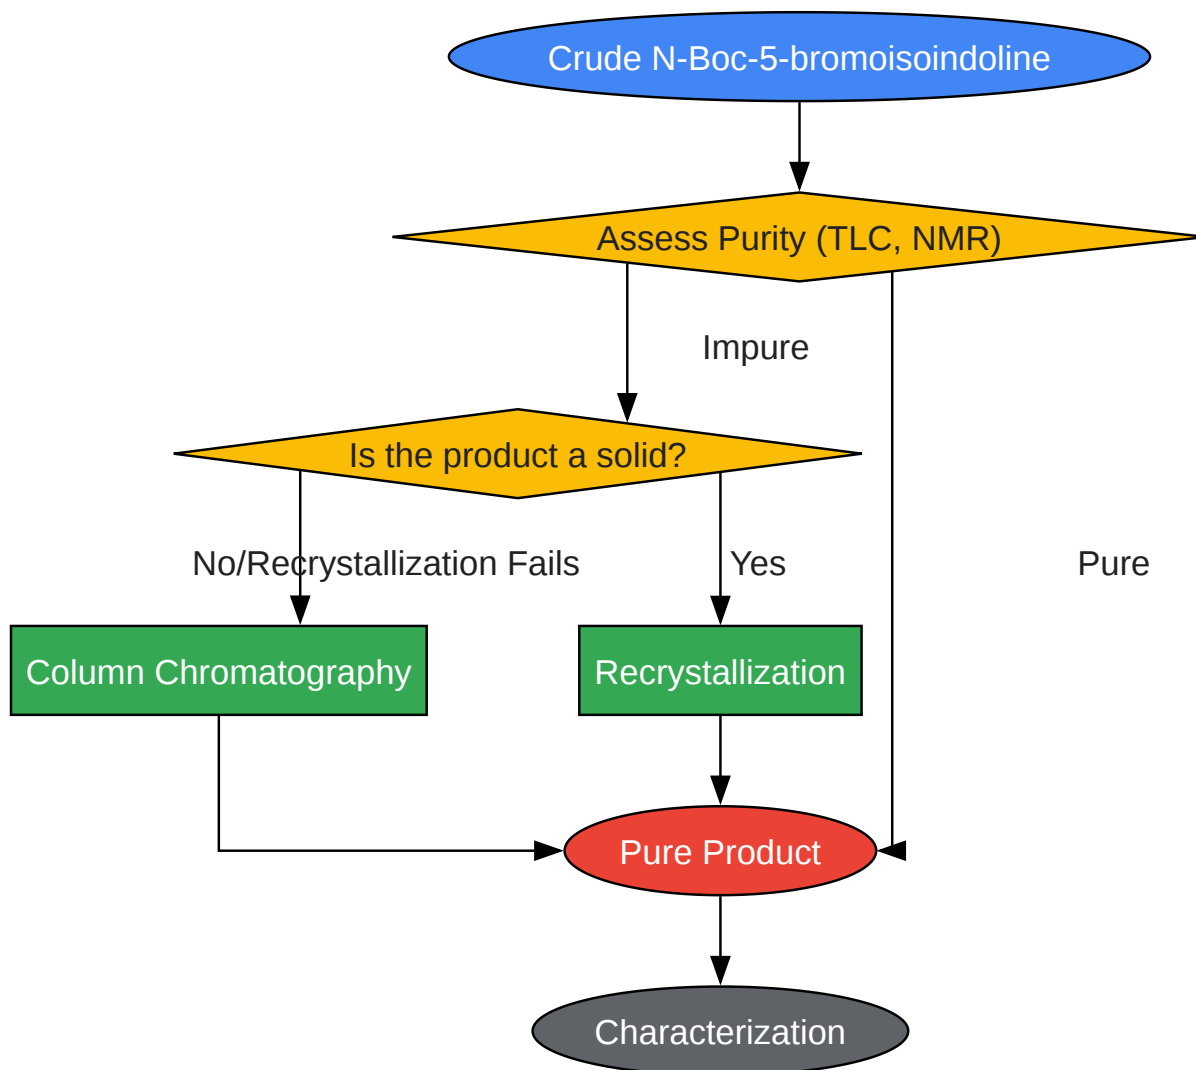 Crude N-Boc-5-bromoisoindoline
Assess Purity (TLC, NMR)
Impure
Is the product a solid?
No/Recrystallization Fails
Yes
Pure
Column Chromatography
Recrystallization
Pure Product
Characterization